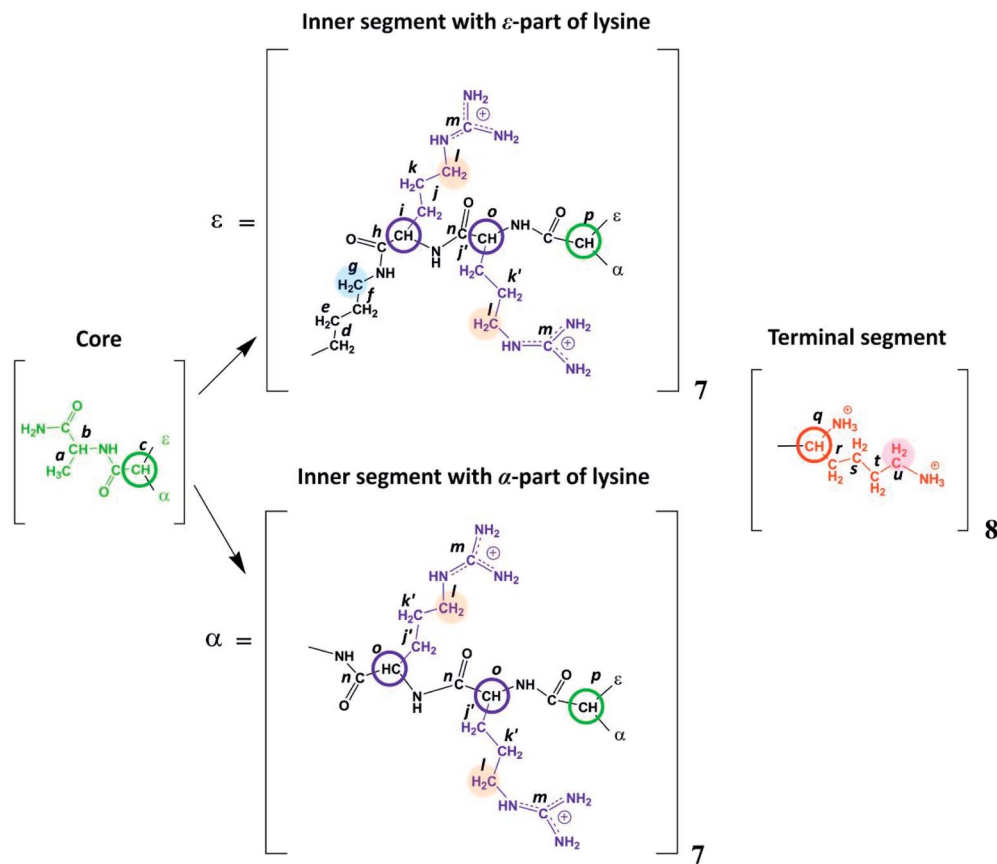 Inner segment with ε-part of lysine
NH₂
m
C
⊕
HN
NH₂
l
k
CH₂
H₂C
j
CH₂
ε =
i
h
CH
O
C
N
H
NH
g
H₂C
f
CH₂
e
H₂C
d
CH₂
O
n
C
o
CH
NH
j'
H₂C
k'
CH₂
l
H₂C
HN
m
C
NH₂
⊕
NH₂
O
C
p
CH
ε
α
7
Core
O
C
H₂N
b
CH
NH
a
H₃C
C
O
c
CH
ε
α
Terminal segment
q
⊕
NH₃
CH
r
C
H₂
H₂
C
s
t
C
H₂
H₂
C
u
⊕
NH₃
8
Inner segment with α-part of lysine
NH₂
m
C
⊕
HN
NH₂
l
k'
CH₂
H₂C
j'
CH₂
α =
NH
o
HC
n
C
O
N
H
O
n
C
o
CH
NH
j'
H₂C
k'
CH₂
l
H₂C
HN
m
C
NH₂
⊕
NH₂
O
C
p
CH
ε
α
7